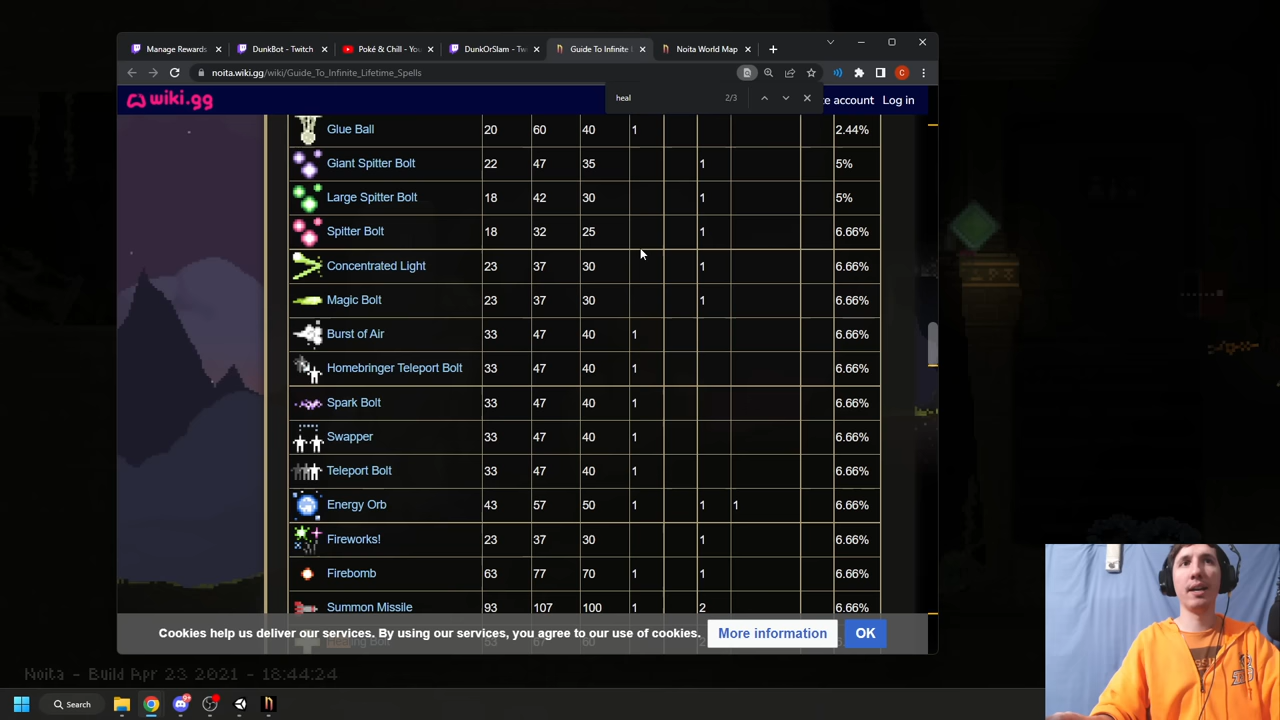 Manage Rewards
DunkBot - Twitch
Poké & Chill - You
DunkOrSlam - Tw
Guide To Infinite
Noita World Map
noita.wiki.gg/wiki/Guide_To_Infinite_Lifetime_Spells
heal 2/3
wiki.gg
te account Log in
Glue Ball 20 60 40 1 2.44%
Giant Spitter Bolt 22 47 35 1 5%
Large Spitter Bolt 18 42 30 1 5%
Spitter Bolt 18 32 25 1 6.66%
Concentrated Light 23 37 30 1 6.66%
Magic Bolt 23 37 30 1 6.66%
Burst of Air 33 47 40 1 6.66%
Homebringer Teleport Bolt 33 47 40 1 6.66%
Spark Bolt 33 47 40 1 6.66%
Swapper 33 47 40 1 6.66%
Teleport Bolt 33 47 40 1 6.66%
Energy Orb 43 57 50 1 1 1 6.66%
Fireworks! 23 37 30 1 6.66%
Firebomb 63 77 70 1 1 6.66%
Summon Missile 93 107 100 1 2 6.66%
Cookies help us deliver our services. By using our services, you agree to our use of cookies. More information OK
Noita - Build Apr 23 2021 - 18:44:24
Search